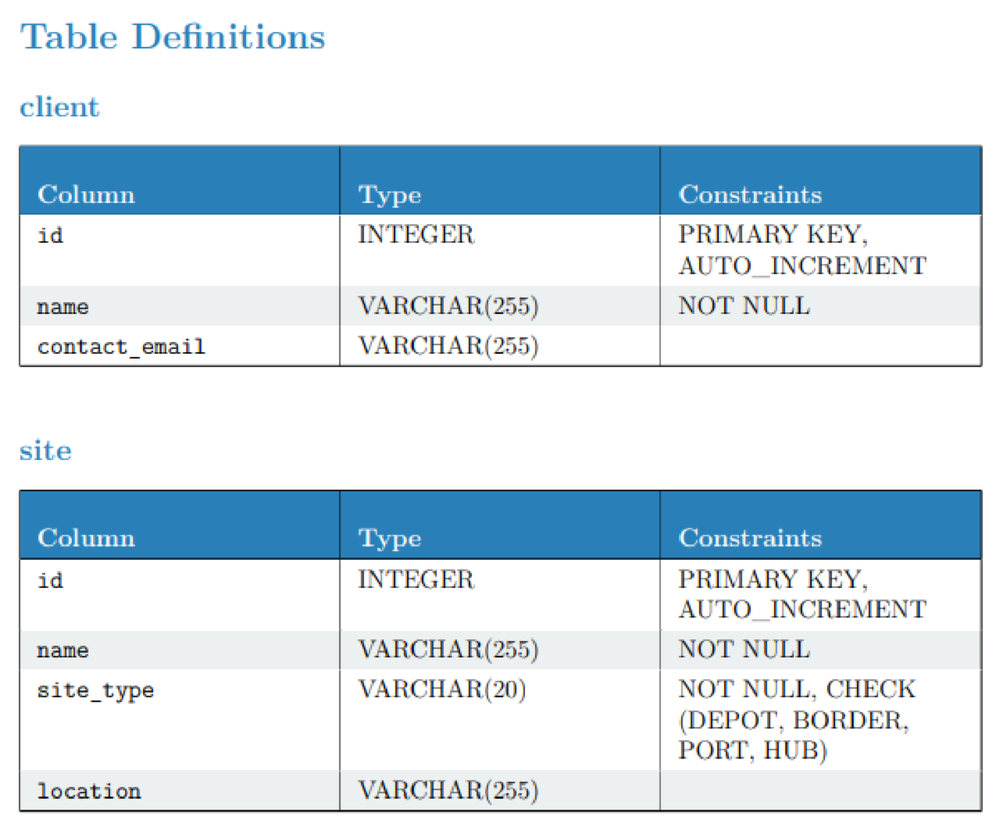 Table Definitions
client
Column Type Constraints
id INTEGER PRIMARY KEY,
AUTO_INCREMENT
name VARCHAR(255) NOT NULL
contact_email VARCHAR(255)
site
Column Type Constraints
id INTEGER PRIMARY KEY,
AUTO_INCREMENT
name VARCHAR(255) NOT NULL
site_type VARCHAR(20) NOT NULL, CHECK
(DEPOT, BORDER,
PORT, HUB)
location VARCHAR(255)